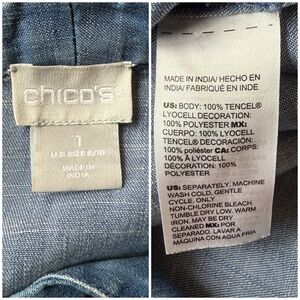 chico's®
1
U.S. SIZE 8/10
MADE IN
INDIA
MADE IN INDIA/ HECHO EN
INDIA/ FABRIQUÉ EN INDE
US: BODY: 100% TENCEL®
LYOCELL DECORATION:
100% POLYESTER MX:
CUERPO: 100% LYOCELL
TENCEL® DECORACIÓN:
100% poliéster CA: CORPS:
100% LYOCELL TENCEL®
DÉCORATION: 100%
POLYESTER
US: SEPARATELY, MACHINE
WASH COLD, GENTLE
CYCLE. ONLY
NON-CHLORINE BLEACH
TUMBLE DRY LOW. WARM
IRON, MAY BE DRY
CLEANED MX: POR
SEPARADO, LAVAR A
MÁQUINA CON AGUA FRÍA